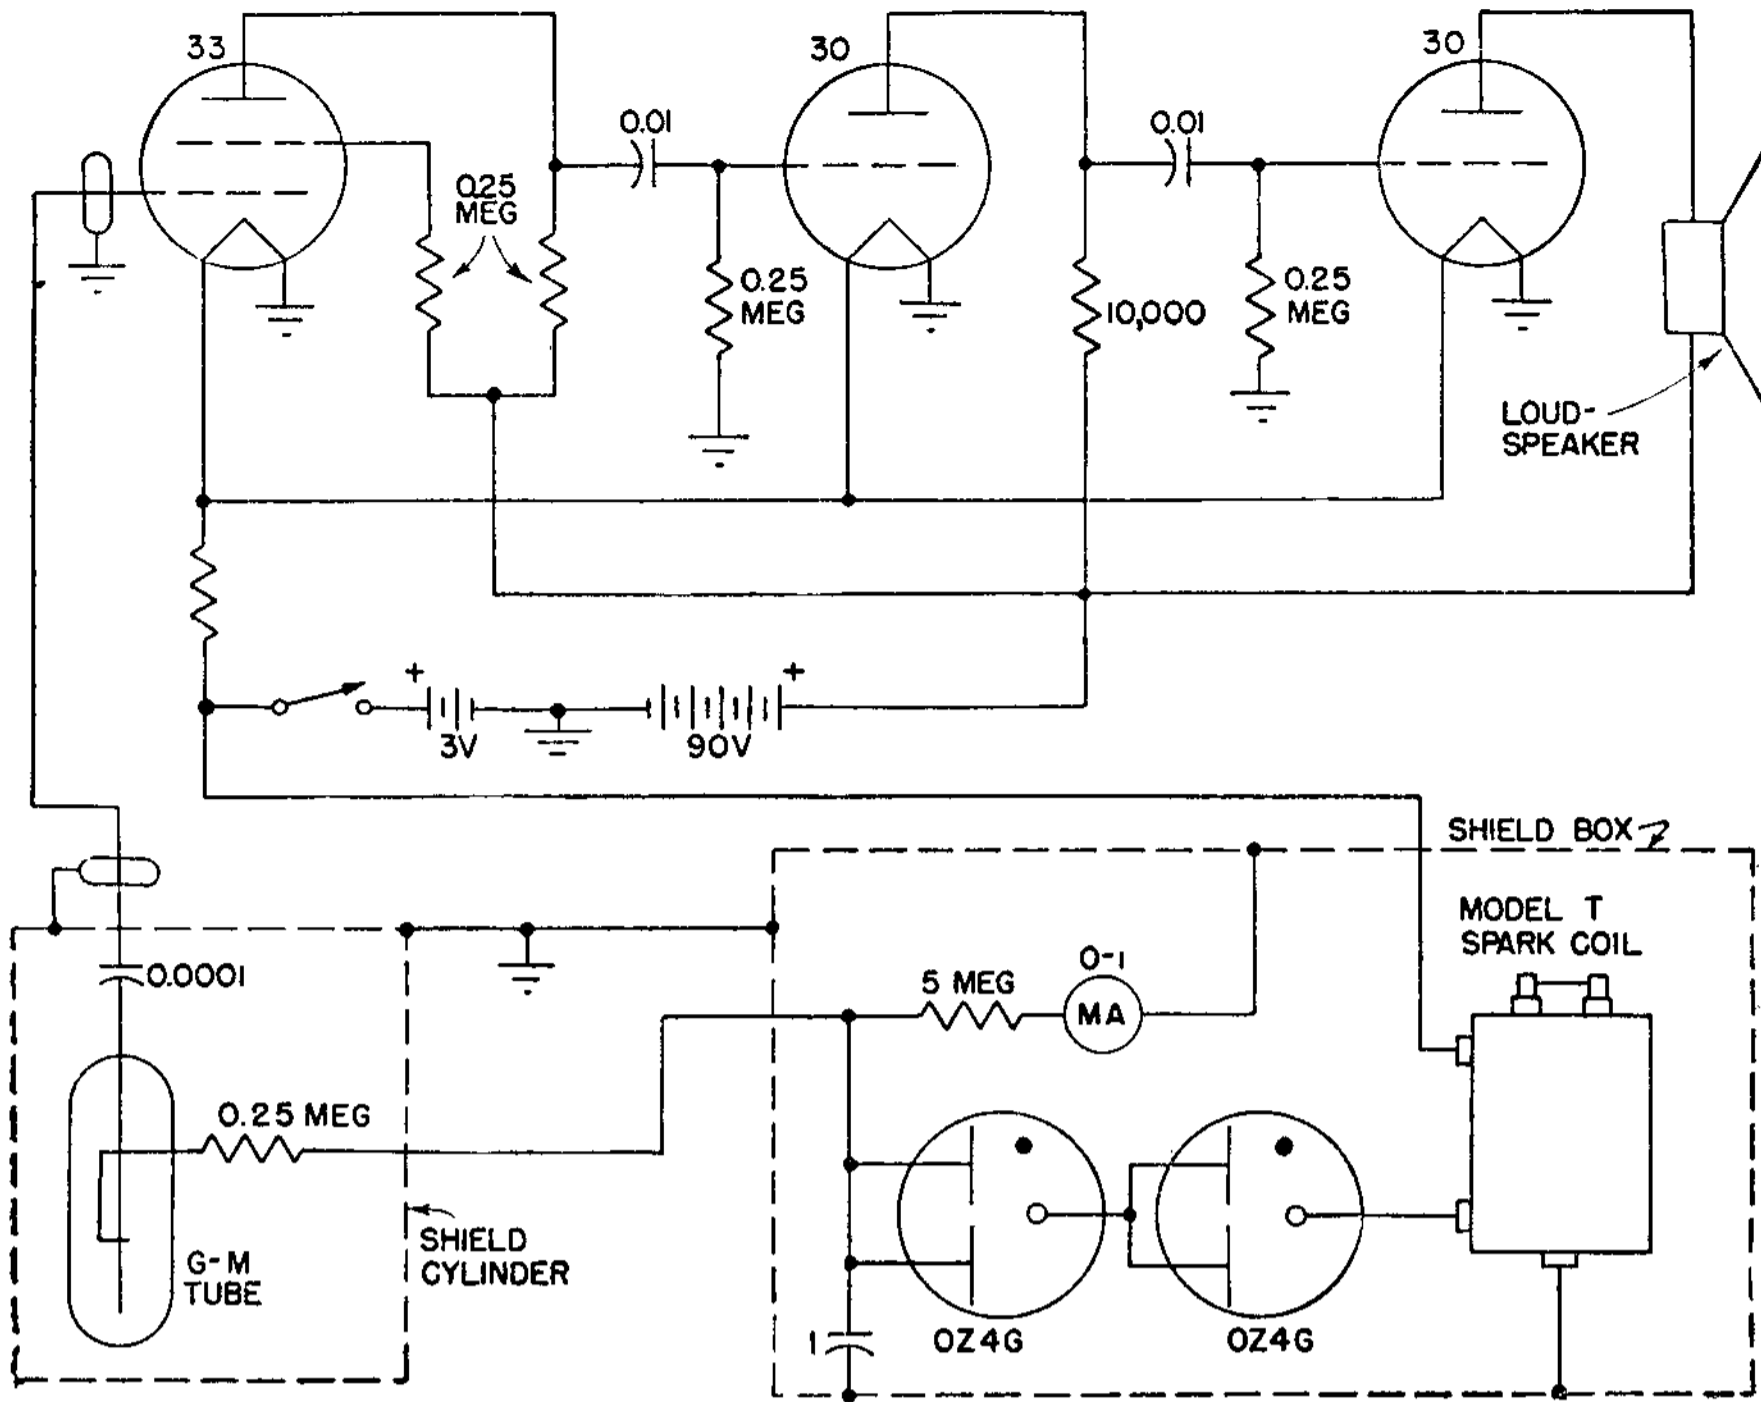 33
30
30
0.01
0.01
0.25
MEG
0.25
MEG
10,000
0.25
MEG
LOUD-
SPEAKER
+
+
3V
90V
SHIELD BOX
MODEL T
SPARK COIL
0.0001
5 MEG
0-1
MA
0.25 MEG
G-M
TUBE
SHIELD
CYLINDER
1
OZ4G
OZ4G